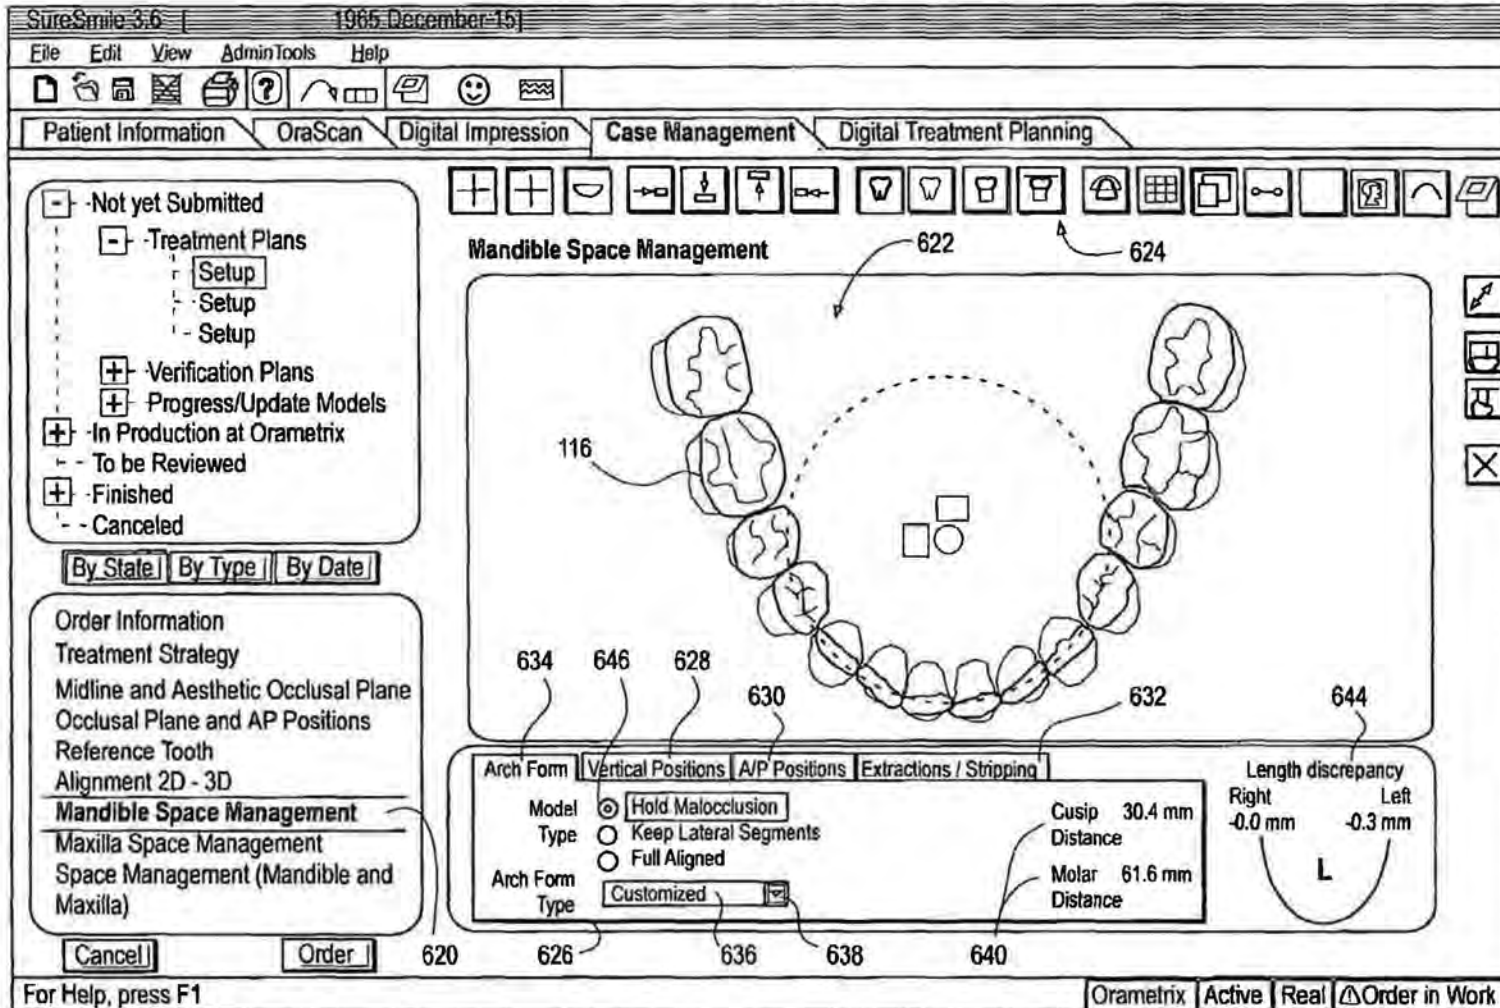 SureSmile 3.6 [ 1965 December-15]
File Edit View AdminTools Help
?
Patient Information OraScan Digital Impression Case Management Digital Treatment Planning
- Not yet Submitted
- Treatment Plans
Setup
Setup
Setup
+ Verification Plans
+ Progress/Update Models
+ In Production at Orametrix
To be Reviewed
+ Finished
Canceled
By State By Type By Date
Order Information
Treatment Strategy
Midline and Aesthetic Occlusal Plane
Occlusal Plane and AP Positions
Reference Tooth
Alignment 2D - 3D
Mandible Space Management
Maxilla Space Management
Space Management (Mandible and
Maxilla)
Cancel Order
620
Mandible Space Management
622
624
116
634 646 628 630 632 644
Arch Form Vertical Positions A/P Positions Extractions / Stripping
Model
Type
Hold Malocclusion
Keep Lateral Segments
Full Aligned
Arch Form
Type
Customized
Cusip 30.4 mm
Distance
Molar 61.6 mm
Distance
Length discrepancy
Right Left
-0.0 mm -0.3 mm
L
626 636 638 640
For Help, press F1
Orametrix Active Real Order in Work